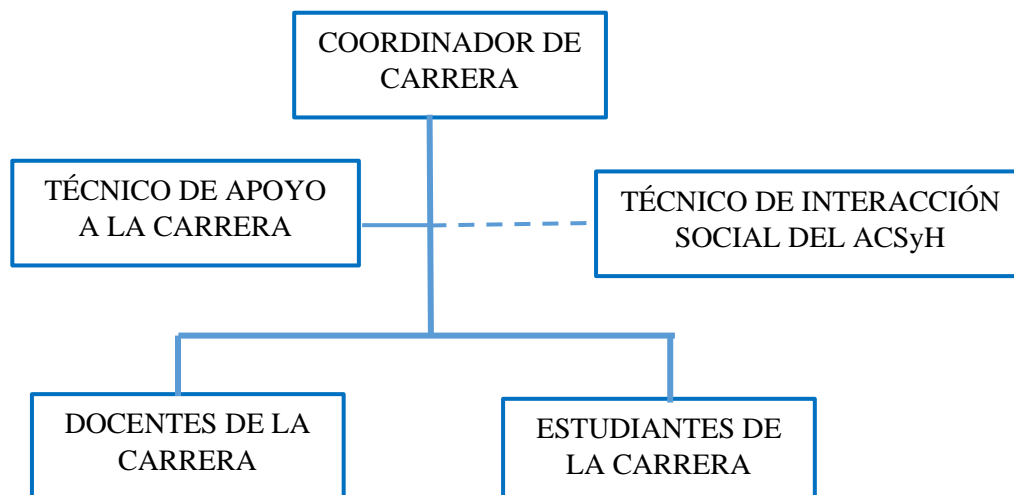 COORDINADOR DE
CARRERA
TÉCNICO DE APOYO
A LA CARRERA
TÉCNICO DE INTERACCIÓN
SOCIAL DEL ACSyH
DOCENTES DE LA
CARRERA
ESTUDIANTES DE
LA CARRERA